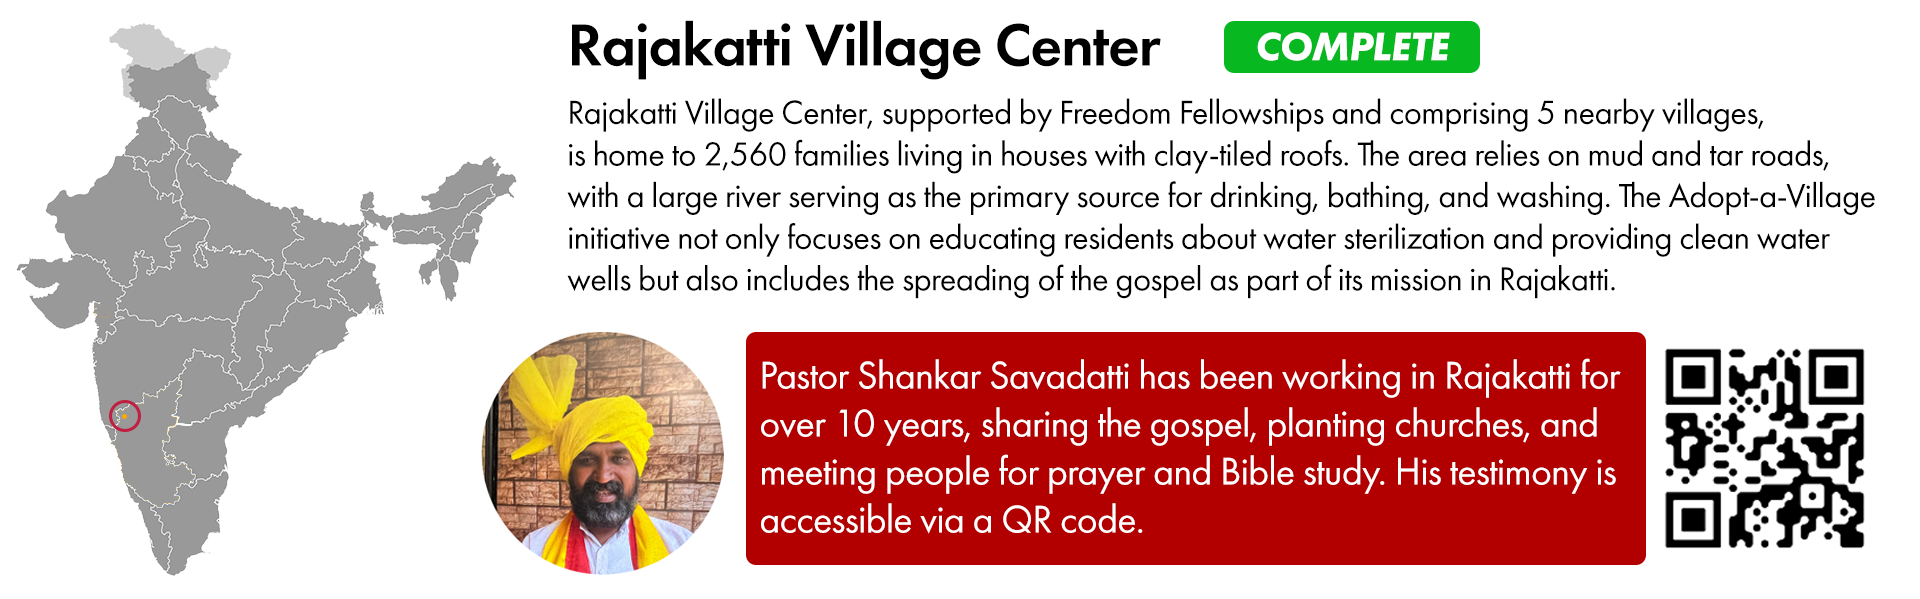 Rajakatti Village Center
COMPLETE
Rajakatti Village Center, supported by Freedom Fellowships and comprising 5 nearby villages,
is home to 2,560 families living in houses with clay-tiled roofs. The area relies on mud and tar roads,
with a large river serving as the primary source for drinking, bathing, and washing. The Adopt-a-Village
initiative not only focuses on educating residents about water sterilization and providing clean water
wells but also includes the spreading of the gospel as part of its mission in Rajakatti.
Pastor Shankar Savadatti has been working in Rajakatti for
over 10 years, sharing the gospel, planting churches, and
meeting people for prayer and Bible study. His testimony is
accessible via a QR code.